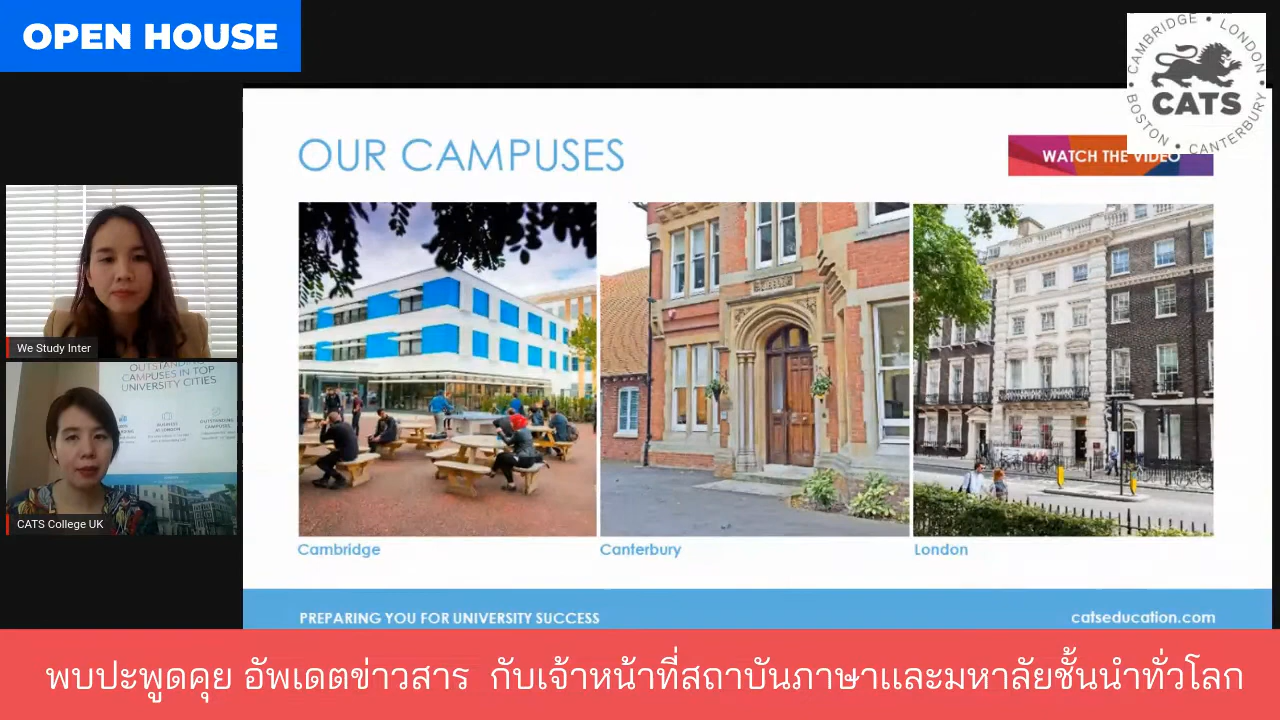 OPEN HOUSE
CAMBRIDGE • LONDON
CATS
BOSTON • CANTERBURY
OUR CAMPUSES
WATCH THE VIDEO
We Study Inter
OUTSTANDING
CAMPUSES IN TOP
UNIVERSITY CITIES
OUTSTANDING
CAMPUSES
CATS College UK
Cambridge
Canterbury
London
PREPARING YOU FOR UNIVERSITY SUCCESS
catseducation.com
พบปะพูดคุย อัพเดตข่าวสาร กับเจ้าหน้าที่สถาบันภาษาและมหาลัยชั้นนำทั่วโลก